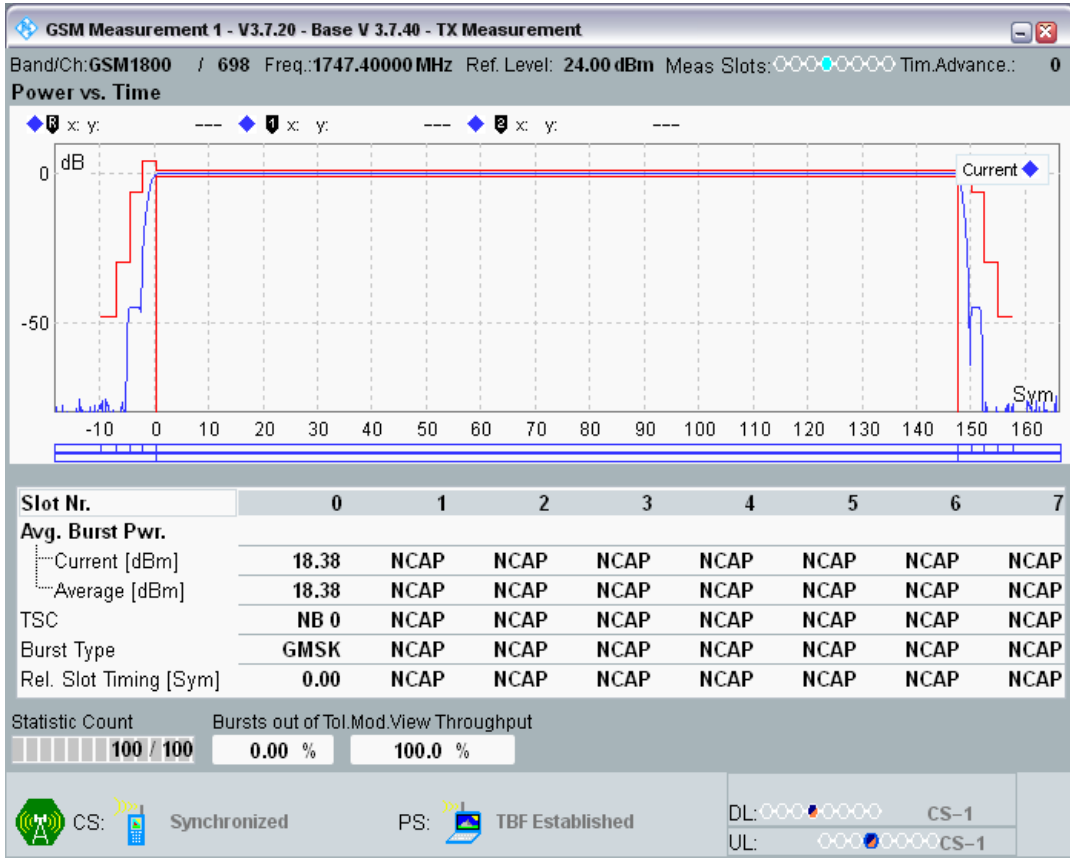 GSM Measurement 1 - V3.7.20 - Base V 3.7.40 - TX Measurement
Band/Ch:GSM1800 / 698 Freq.:1747.40000 MHz Ref. Level: 24.00 dBm Meas Slots: Tim.Advance.: 0
Power vs. Time
R x: y: --- 1 x: y: --- 2 x: y: ---
dB
Current
0
-50
Sym
-10 0 10 20 30 40 50 60 70 80 90 100 110 120 130 140 150 160
Slot Nr. 0 1 2 3 4 5 6 7
Avg. Burst Pwr.
Current [dBm] 18.38 NCAP NCAP NCAP NCAP NCAP NCAP NCAP
Average [dBm] 18.38 NCAP NCAP NCAP NCAP NCAP NCAP NCAP
TSC NB 0 NCAP NCAP NCAP NCAP NCAP NCAP NCAP
Burst Type GMSK NCAP NCAP NCAP NCAP NCAP NCAP NCAP
Rel. Slot Timing [Sym] 0.00 NCAP NCAP NCAP NCAP NCAP NCAP NCAP
Statistic Count Bursts out of Tol.Mod.View Throughput
100 / 100 0.00 % 100.0 %
CS: Synchronized PS: TBF Established
DL: CS-1
UL: CS-1